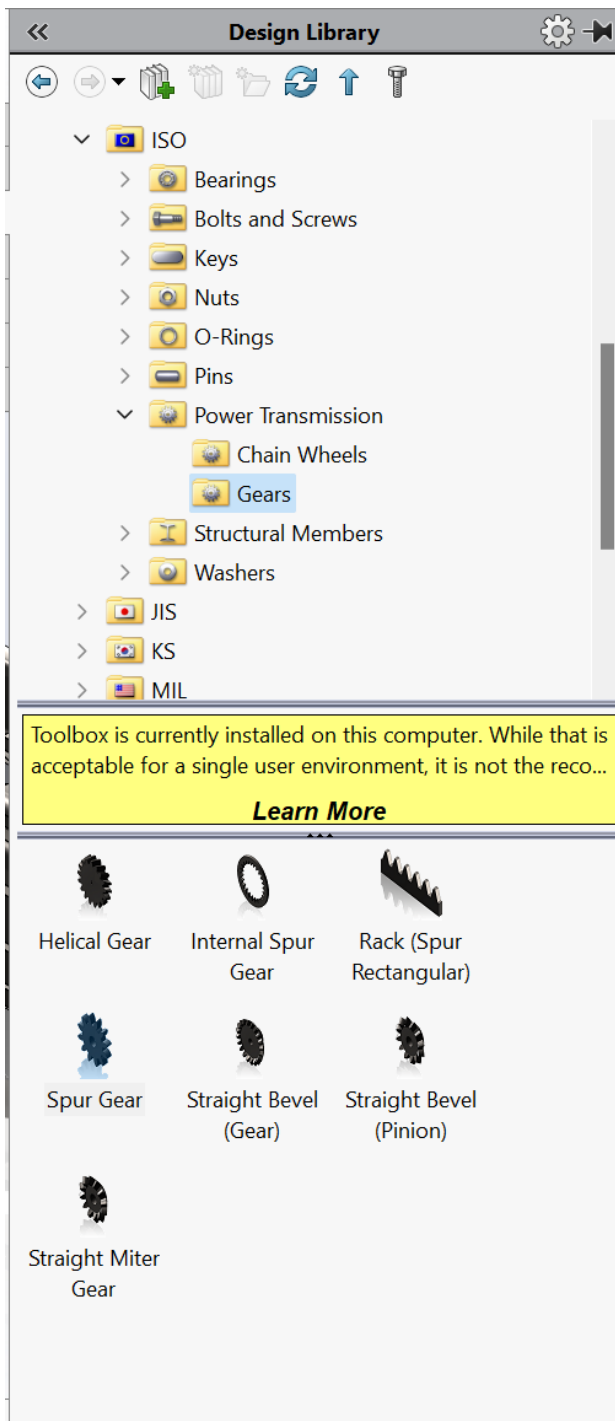 Design Library
ISO
Bearings
Bolts and Screws
Keys
Nuts
O-Rings
Pins
Power Transmission
Chain Wheels
Gears
Structural Members
Washers
JIS
KS
MIL
Toolbox is currently installed on this computer. While that is
acceptable for a single user environment, it is not the reco...
Learn More
Helical Gear
Internal Spur
Gear
Rack (Spur
Rectangular)
Spur Gear
Straight Bevel
(Gear)
Straight Bevel
(Pinion)
Straight Miter
Gear